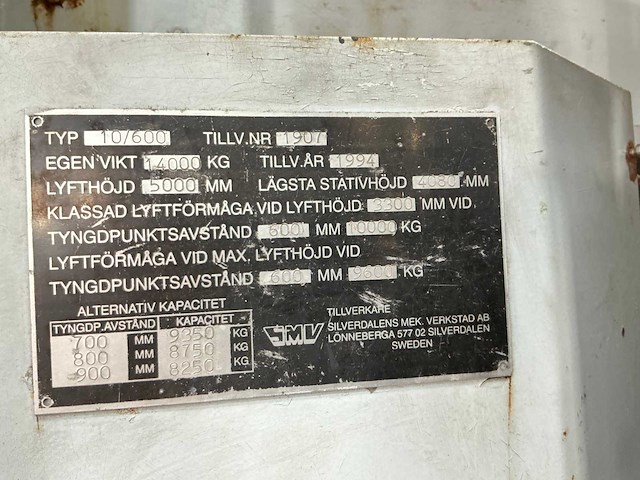 TYP 10/600 TILLV.NR 1907
EGEN VIKT 14000 KG TILLV.ÅR 1994
LYFTHÖJD 5000 MM LÄGSTA STATIVHÖJD 4080 MM
KLASSAD LYFTFÖRMÅGA VID LYFTHÖJD 3300 MM VID.
TYNGDPUNKTSAVSTÅND 600 MM 10000 KG
LYFTFÖRMÅGA VID MAX. LYFTHÖJD VID
TYNGDPUNKTSAVSTÅND 600 MM 9600 KG
ALTERNATIV KAPACITET
TYNGDP.AVSTÅND KAPACITET
700 MM 9350 KG
800 MM 8750 KG
900 MM 8250 KG
SMV
TILLVERKARE
SILVERDALENS MEK. VERKSTAD AB
LÖNNEBERGA 577 02 SILVERDALEN
SWEDEN